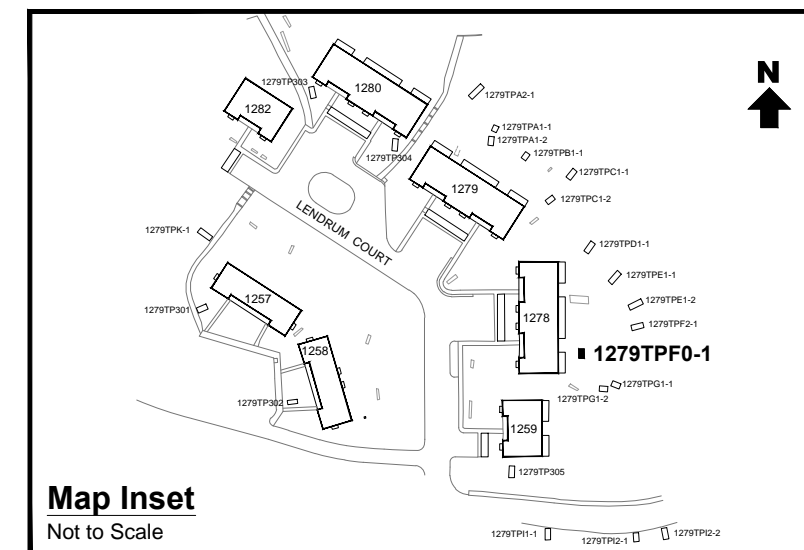 1280
1279TP303
1282
N
1279TPA2-1
1279TPA1-1
1279TPA1-2
1279TP304
1279TPB1-1
1279TPC1-1
1279
1279TPC1-2
LENDRUM COURT
1279TPK-1
1279TPD1-1
1279TPE1-1
1257
1279TPE1-2
1279TP301
1278
1279TPF2-1
1258
1279TPF0-1
1279TPG1-1
1279TPG1-2
1279TP302
1259
1279TP305
Map Inset
Not to Scale
1279TPI1-1
1279TPI2-1
1279TPI2-2